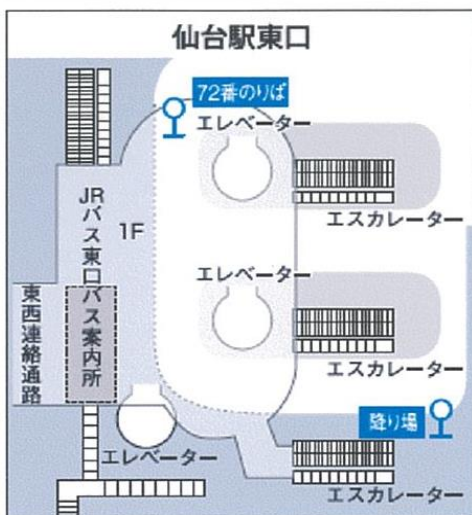 仙台駅東口
72番のりば
エレベーター
エスカレーター
JRバス東口バス案内所
1F
エレベーター
エスカレーター
東西連絡通路
降り場
エレベーター
エスカレーター